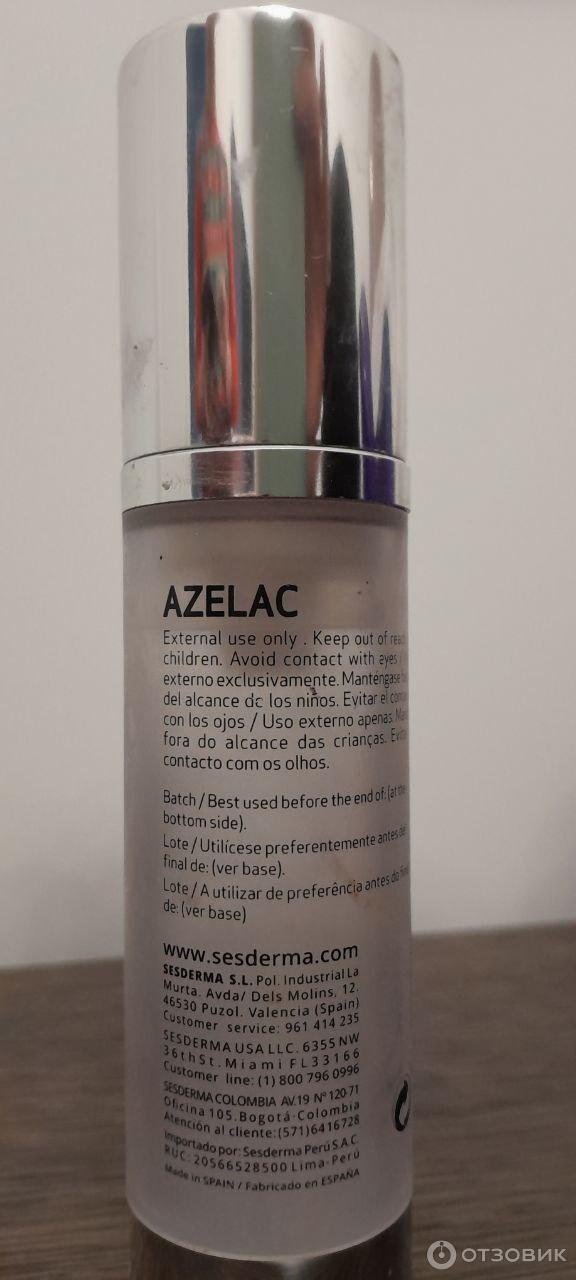 AZELAC
External use only . Keep out of reach
children. Avoid contact with eyes /
externo exclusivamente. Manténgase
del alcance de los niños. Evitar el
con los ojos / Uso externo apenas.
fora do alcance das crianças.
contacto com os olhos.
Batch / Best used before the end of: (at the
bottom side).
Lote / Utilícese preferentemente antes del
final de: (ver base).
Lote / A utilizar de preferência antes do
de: (ver base)
www.sesderma.com
SESDERMA S.L. Pol. Industrial La
Murta. Avda/ Dels Molins, 12.
46530 Puzol. Valencia (Spain)
Customer service: 961 414 235
SESDERMA USA LLC. 6355 NW
36th St. Miami FL 33166
Customer line: (1) 800 796 0996
SESDERMA COLOMBIA AV.19 Nº 120-71
Oficina 105. Bogotá-Colombia
Atención al cliente: (571) 6416728
Importado por: Sesderma Perú S.A.C.
RUC: 20566528500 Lima-Perú
Made in SPAIN / Fabricado en ESPAÑA
ОТЗОВИК